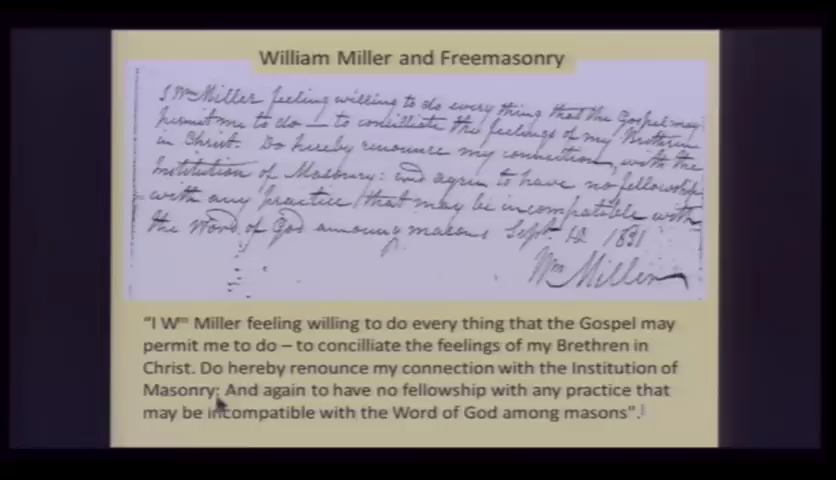 William Miller and Freemasonry
I Wm Miller feeling willing to do every thing that the Gospel may
permit me to do — to concilliate the feelings of my Brethren
in Christ. Do hereby renounce my connection, with the
Institution of Masonry: and agree to have no fellowship
with any practice that may be incompatible with
the word of God among masons Sept. 1831
Wm Miller
“I Wᵐ Miller feeling willing to do every thing that the Gospel may
permit me to do – to concilliate the feelings of my Brethren in
Christ. Do hereby renounce my connection with the Institution of
Masonry: And again to have no fellowship with any practice that
may be incompatible with the Word of God among masons”.